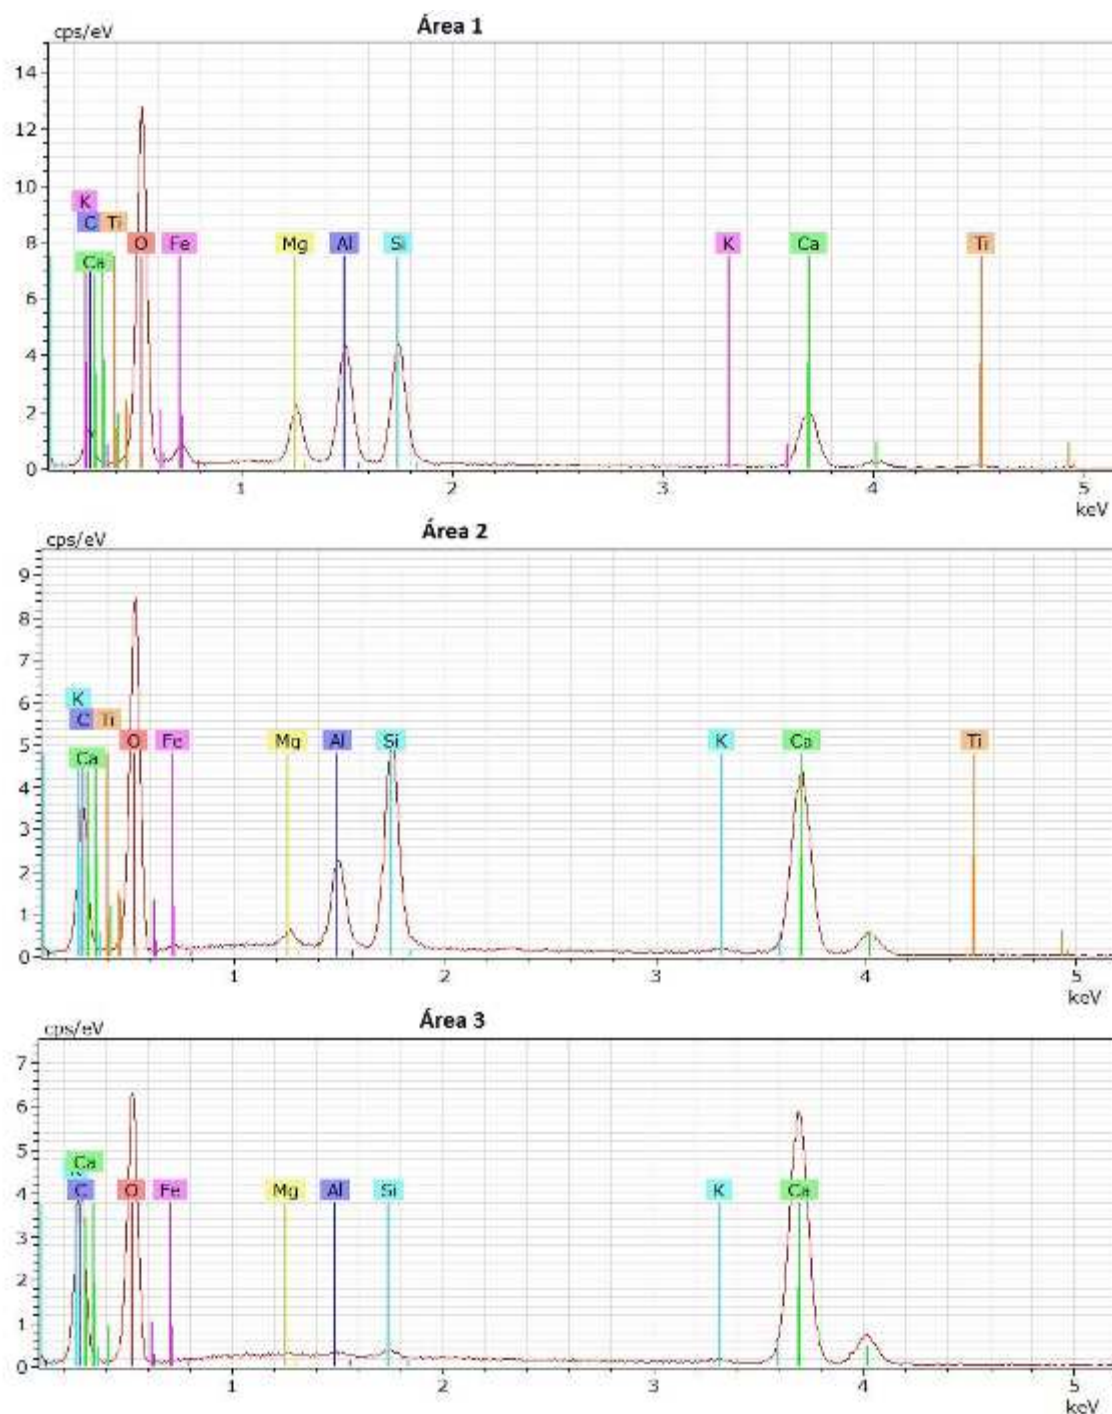 Área 1
cps/eV
14
12
10
K
C Ti
8
O Fe Mg Al Si K Ca Ti
Ca
6
4
2
0
1 2 3 4 5
keV
Área 2
cps/eV
9
8
7
K
6
C Ti
Ca O Fe Mg Al Si K Ca Ti
5
4
3
2
1
0
1 2 3 4 5
keV
Área 3
cps/eV
7
6
5
Ca
4
C O Fe Mg Al Si K Ca
3
2
1
0
1 2 3 4 5
keV